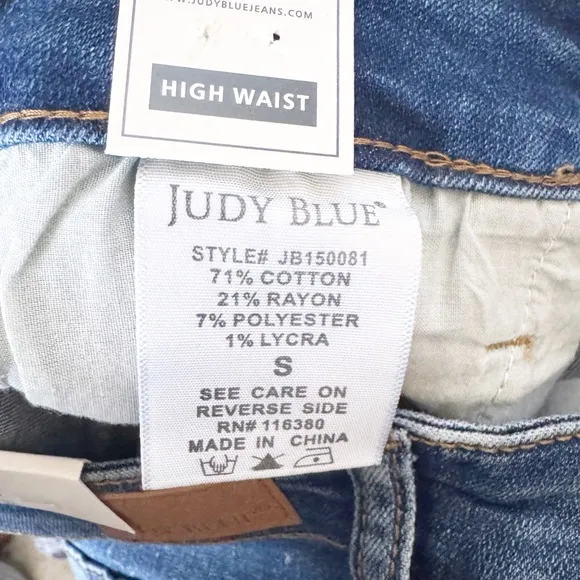 WWW.JUDYBLUEJEANS.COM
HIGH WAIST
JUDY BLUE®
STYLE# JB150081
71% COTTON
21% RAYON
7% POLYESTER
1% LYCRA
S
SEE CARE ON
REVERSE SIDE
RN# 116380
MADE IN CHINA